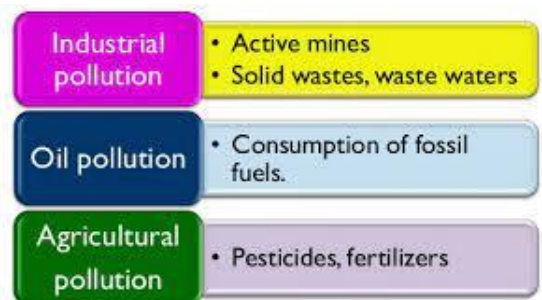 Industrial
pollution
• Active mines
• Solid wastes, waste waters
Oil pollution
• Consumption of fossil
fuels.
Agricultural
pollution
• Pesticides, fertilizers